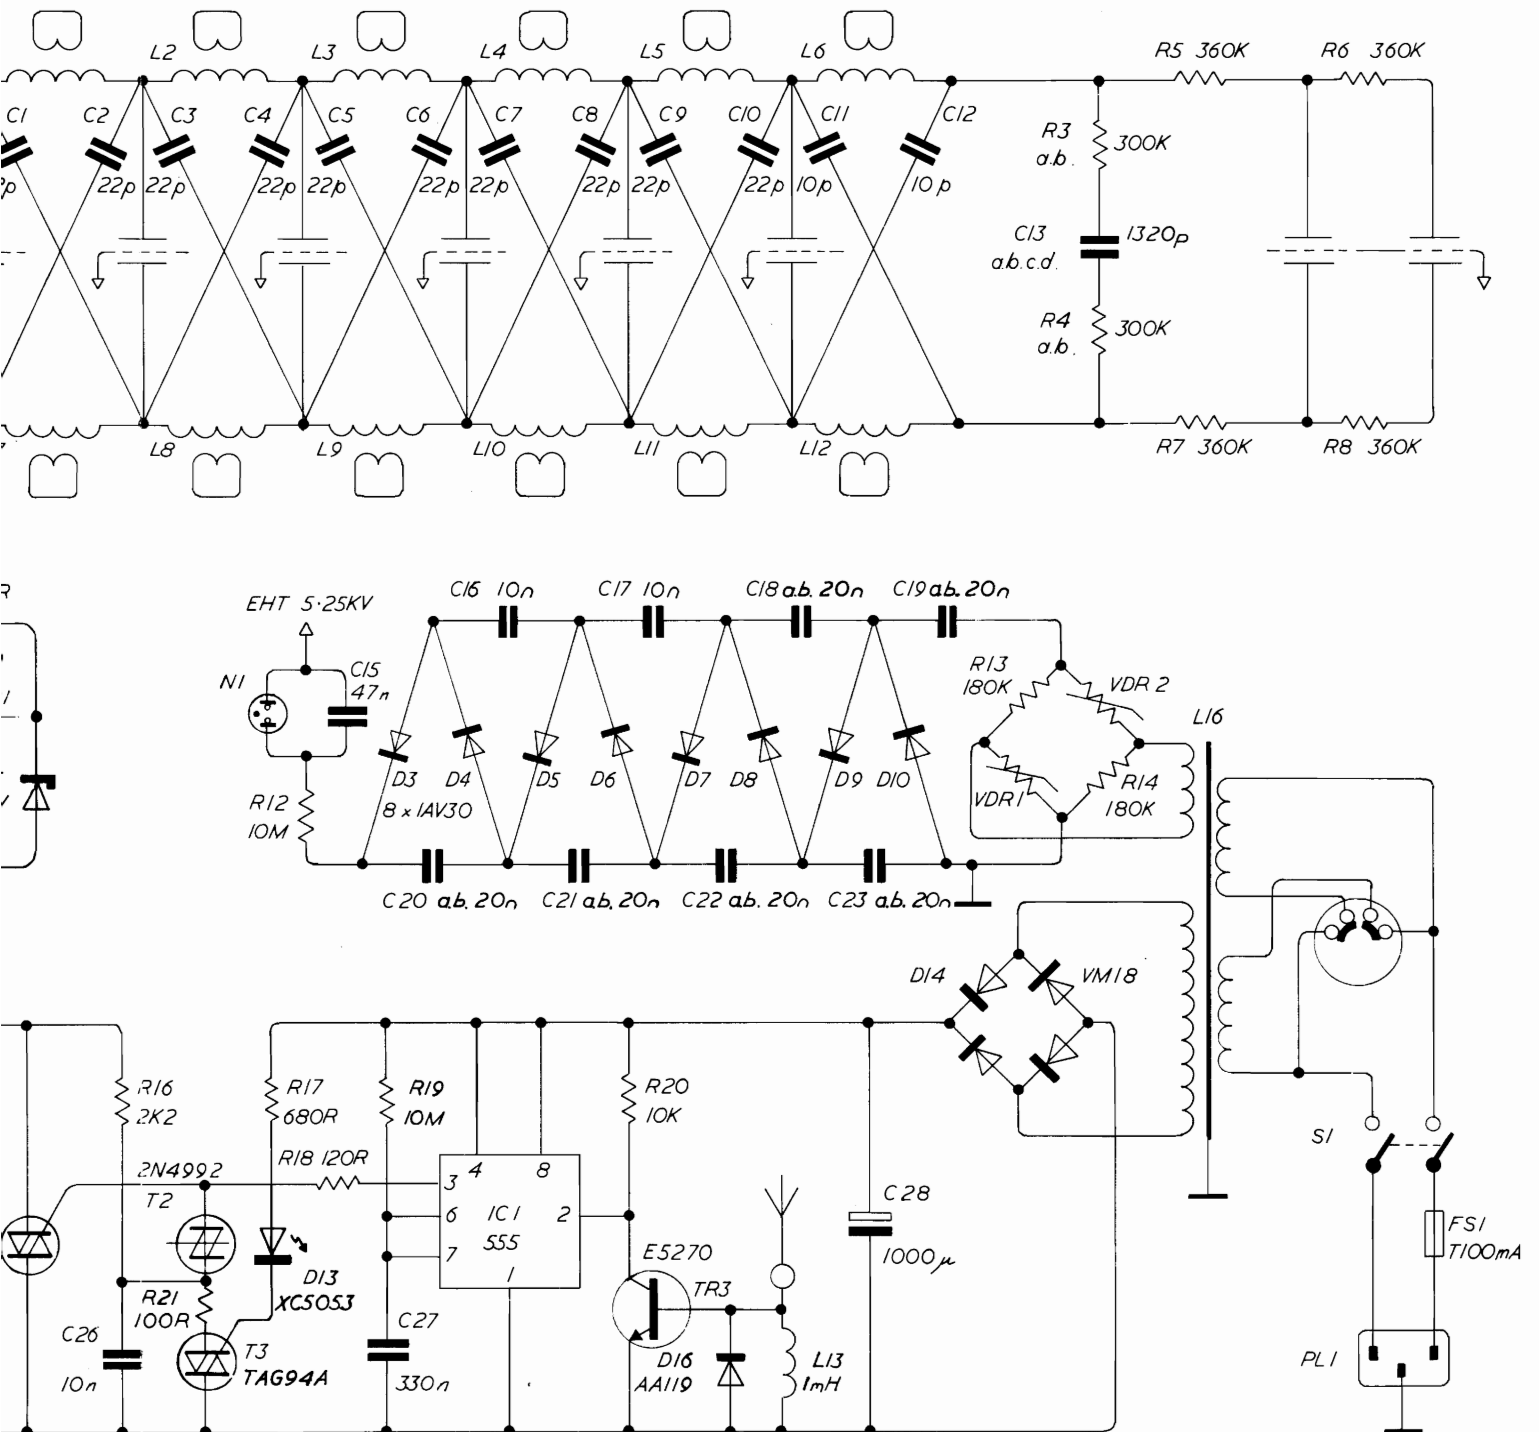 L2 L3 L4 L5 L6 R5 360K R6 360K
C1 C2 C3 C4 C5 C6 C7 C8 C9 C10 C11 C12
R3 a.b. 300K
22p 22p 22p 22p 22p 22p 22p 22p 22p 10p 10p
C13 a.b.c.d. 1320p
R4 a.b. 300K
L8 L9 L10 L11 L12 R7 360K R8 360K
EHT 5·25KV
C16 10n C17 10n C18 a.b. 20n C19 a.b. 20n
N1
C15
47n
R13
180K
VDR 2
L16
D3 D4 D5 D6 D7 D8 D9 D10
8 x 1AV30
R12
10M
VDR1
R14
180K
C20 a.b. 20n C21 a.b. 20n C22 a.b. 20n C23 a.b. 20n
D14 VM18
R16
2K2
R17
680R
R19
10M
R20
10K
S1
2N4992
T2
R18 120R
4 8
3
6
7
IC1
555
2
1
C28
1000µ
FS1
T100mA
E5270
TR3
D13
XC5053
R21
100R
C26
10n
T3
TAG94A
C27
330n
D16
AA119
L13
1mH
PL1